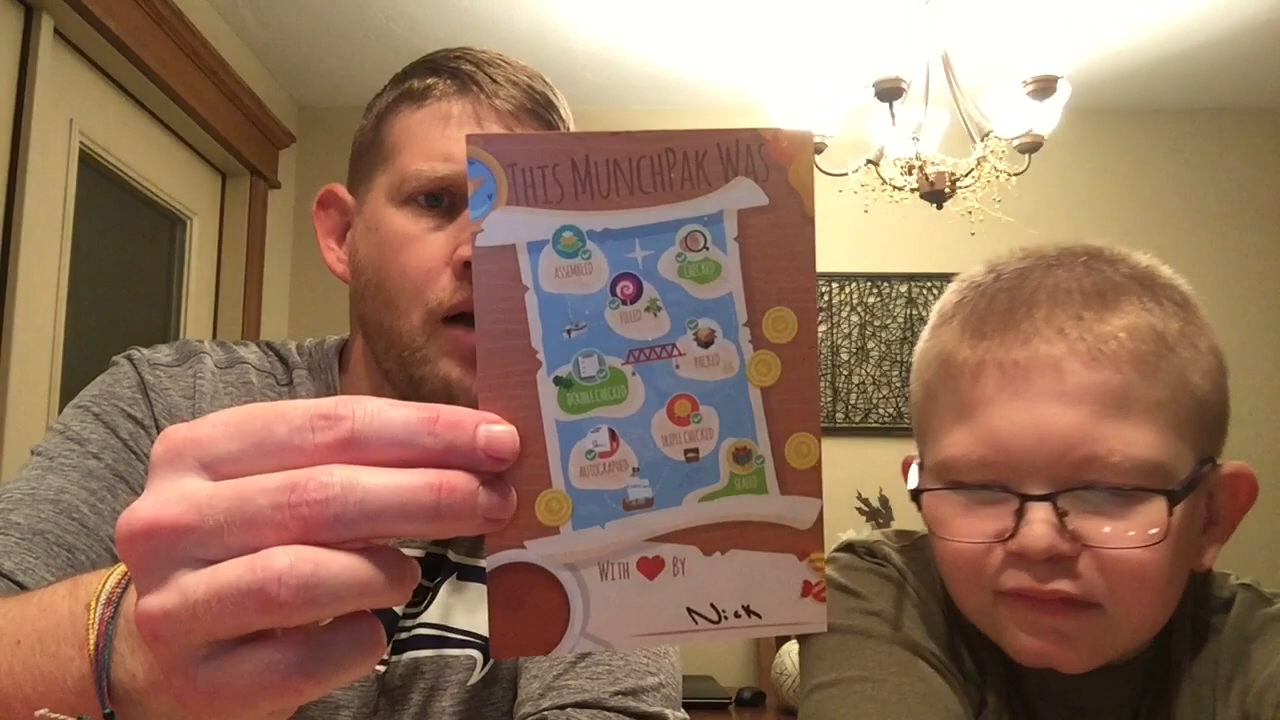 THIS MUNCHPAK WAS
ASSEMBLED
CHECKED
FILLED
PACKED
DOUBLE CHECKED
TRIPLE CHECKED
AUTOGRAPHED
SEALED
WITH ❤ BY
Nick